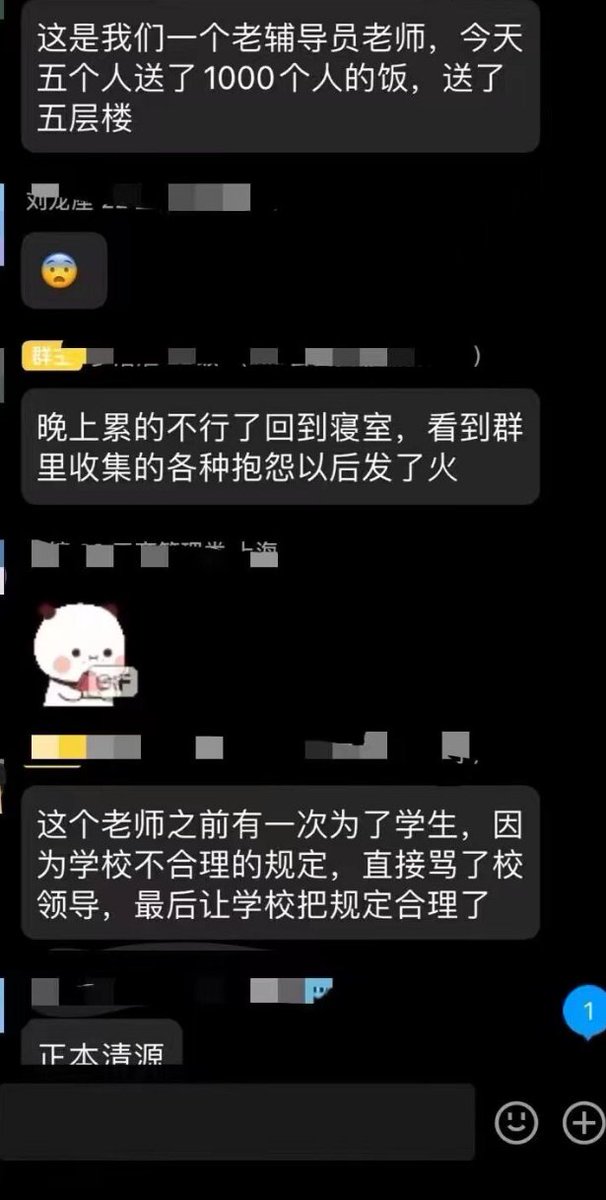 这是我们一个老辅导员老师，今天
五个人送了1000个人的饭，送了
五层楼
群主
)
晚上累的不行了回到寝室，看到群
里收集的各种抱怨以后发了火
上海
GIF
这个老师之前有一次为了学生，因
为学校不合理的规定，直接骂了校
领导，最后让学校把规定合理了
1
正本清源